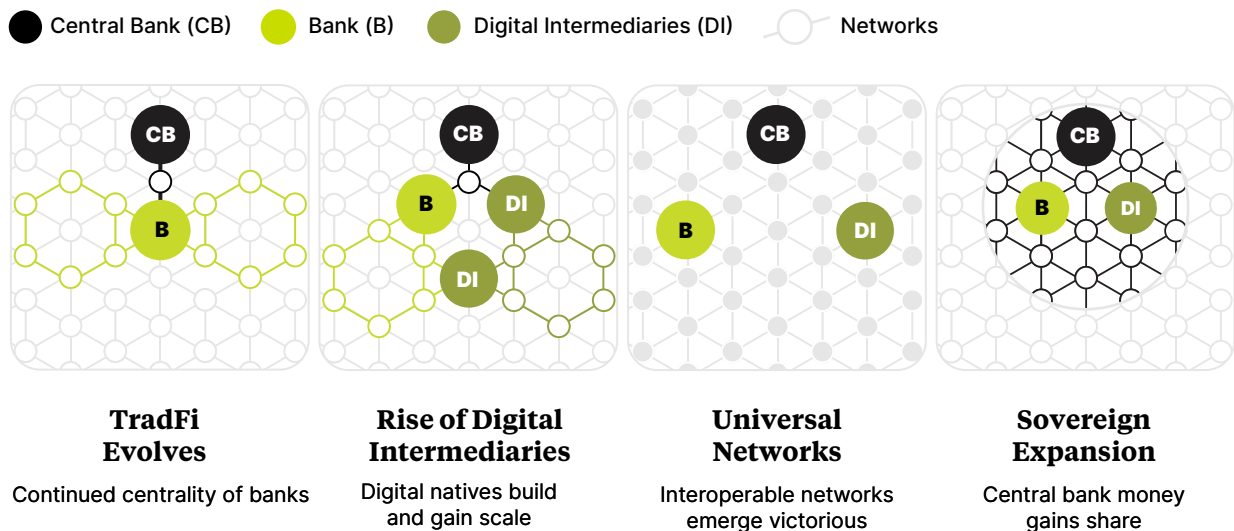 Central Bank (CB)
Bank (B)
Digital Intermediaries (DI)
Networks
CB
B
CB
B
DI
DI
CB
B
DI
CB
B
DI
TradFi
Evolves
Continued centrality of banks
Rise of Digital
Intermediaries
Digital natives build
and gain scale
Universal
Networks
Interoperable networks
emerge victorious
Sovereign
Expansion
Central bank money
gains share